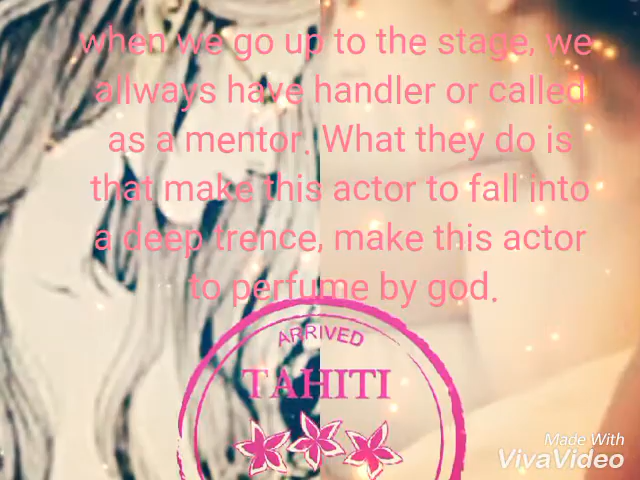 when we go up to the stage, we
allways have handler or called
as a mentor. What they do is
that make this actor to fall into
a deep trence, make this actor
to perfume by god.
ARRIVED
TAHITI
Made With
VivaVideo